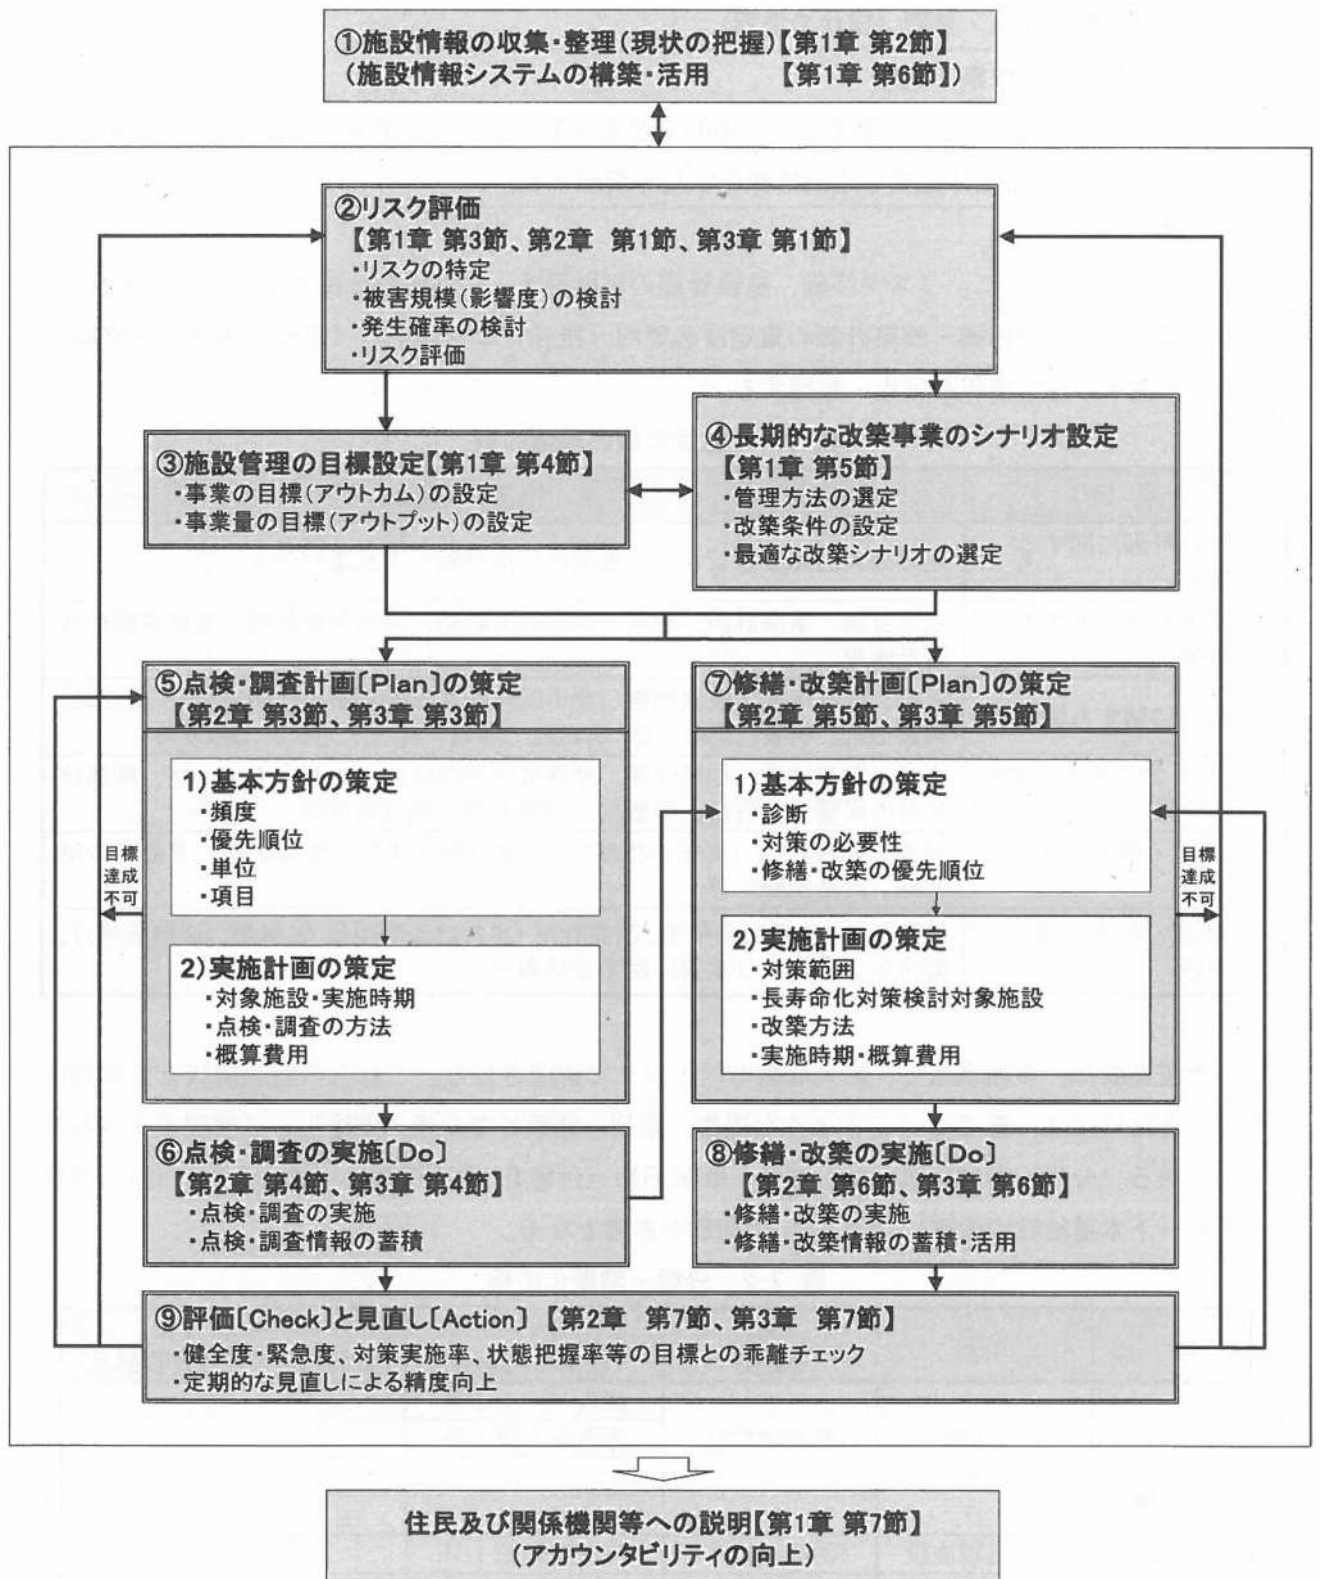 ①施設情報の収集・整理(現状の把握)【第1章 第2節】
(施設情報システムの構築・活用　　【第1章 第6節】)
②リスク評価
【第1章 第3節、第2章 第1節、第3章 第1節】
・リスクの特定
・被害規模(影響度)の検討
・発生確率の検討
・リスク評価
③施設管理の目標設定【第1章 第4節】
・事業の目標(アウトカム)の設定
・事業量の目標(アウトプット)の設定
④長期的な改築事業のシナリオ設定
【第1章 第5節】
・管理方法の選定
・改築条件の設定
・最適な改築シナリオの選定
⑤点検・調査計画〔Plan〕の策定
【第2章 第3節、第3章 第3節】
1)基本方針の策定
・頻度
・優先順位
・単位
・項目
2)実施計画の策定
・対象施設・実施時期
・点検・調査の方法
・概算費用
目標
達成
不可
⑦修繕・改築計画〔Plan〕の策定
【第2章 第5節、第3章 第5節】
1)基本方針の策定
・診断
・対策の必要性
・修繕・改築の優先順位
2)実施計画の策定
・対策範囲
・長寿命化対策検討対象施設
・改築方法
・実施時期・概算費用
目標
達成
不可
⑥点検・調査の実施〔Do〕
【第2章 第4節、第3章 第4節】
・点検・調査の実施
・点検・調査情報の蓄積
⑧修繕・改築の実施〔Do〕
【第2章 第6節、第3章 第6節】
・修繕・改築の実施
・修繕・改築情報の蓄積・活用
⑨評価〔Check〕と見直し〔Action〕【第2章 第7節、第3章 第7節】
・健全度・緊急度、対策実施率、状態把握率等の目標との乖離チェック
・定期的な見直しによる精度向上
住民及び関係機関等への説明【第1章 第7節】
(アカウンタビリティの向上)